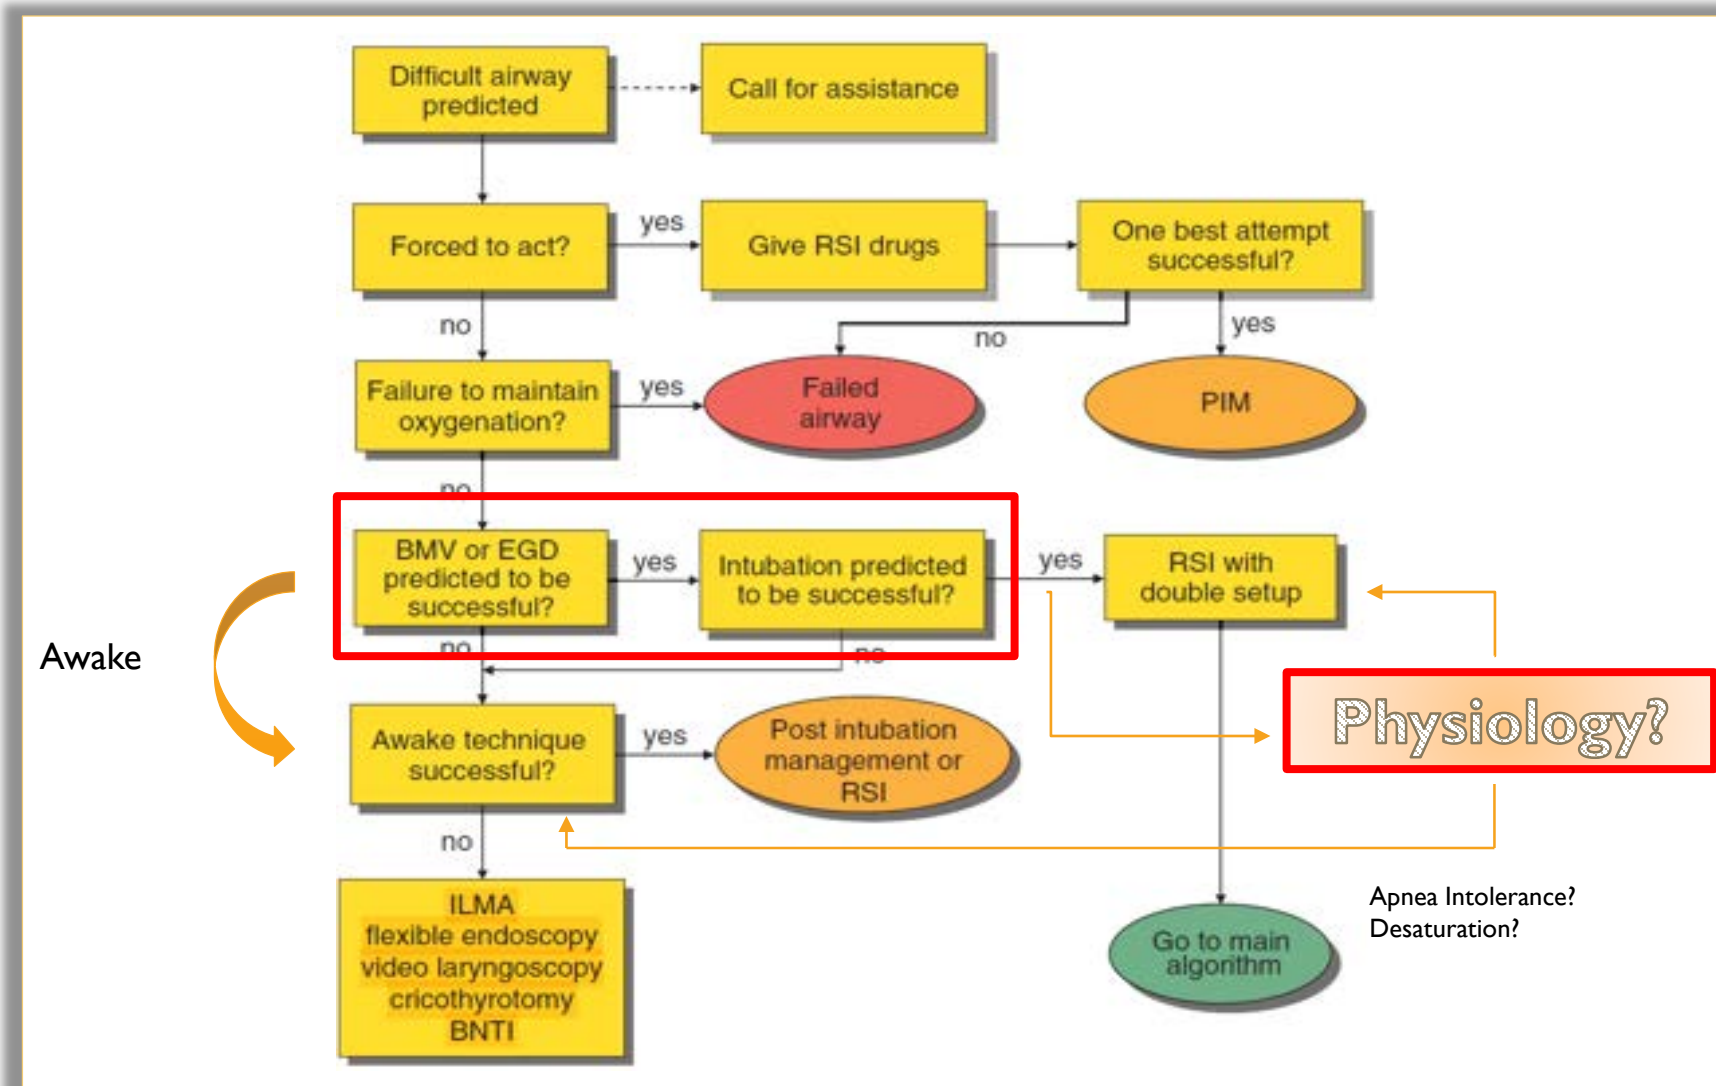 Difficult airway
predicted
Call for assistance
Forced to act?
yes
Give RSI drugs
One best attempt
successful?
no
no
yes
Failure to maintain
oxygenation?
yes
Failed
airway
PIM
no
BMV or EGD
predicted to be
successful?
yes
Intubation predicted
to be successful?
yes
RSI with
double setup
no
no
Awake
Physiology?
Awake technique
successful?
yes
Post intubation
management or
RSI
no
Apnea Intolerance?
Desaturation?
ILMA
flexible endoscopy
video laryngoscopy
cricothyrotomy
BNTI
Go to main
algorithm